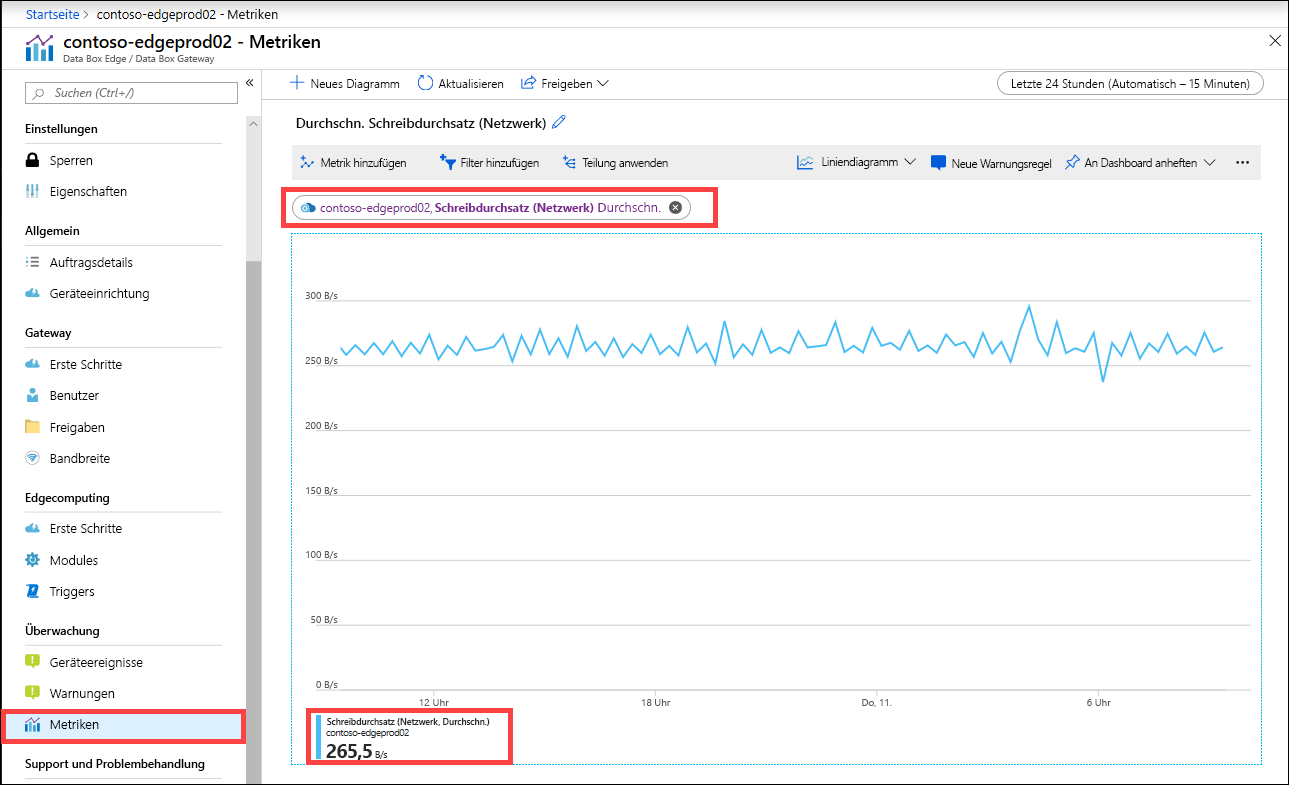 Startseite > contoso-edgeprod02 - Metriken
contoso-edgeprod02 - Metriken
Data Box Edge / Data Box Gateway
Suchen (Ctrl+/)
Einstellungen
Sperren
Eigenschaften
Allgemein
Auftragsdetails
Geräteeinrichtung
Gateway
Erste Schritte
Benutzer
Freigaben
Bandbreite
Edgecomputing
Erste Schritte
Modules
Triggers
Überwachung
Geräteereignisse
Warnungen
Metriken
Support und Problembehandlung
Neues Diagramm Aktualisieren Freigeben Letzte 24 Stunden (Automatisch – 15 Minuten)
Durchschn. Schreibdurchsatz (Netzwerk)
Metrik hinzufügen Filter hinzufügen Teilung anwenden Liniendiagramm Neue Warnungsregel An Dashboard anheften
contoso-edgeprod02, Schreibdurchsatz (Netzwerk) Durchschn.
300 B/s
250 B/s
200 B/s
150 B/s
100 B/s
50 B/s
0 B/s
12 Uhr 18 Uhr Do, 11. 6 Uhr
Schreibdurchsatz (Netzwerk, Durchschn.)
contoso-edgeprod02
265,5 B/s